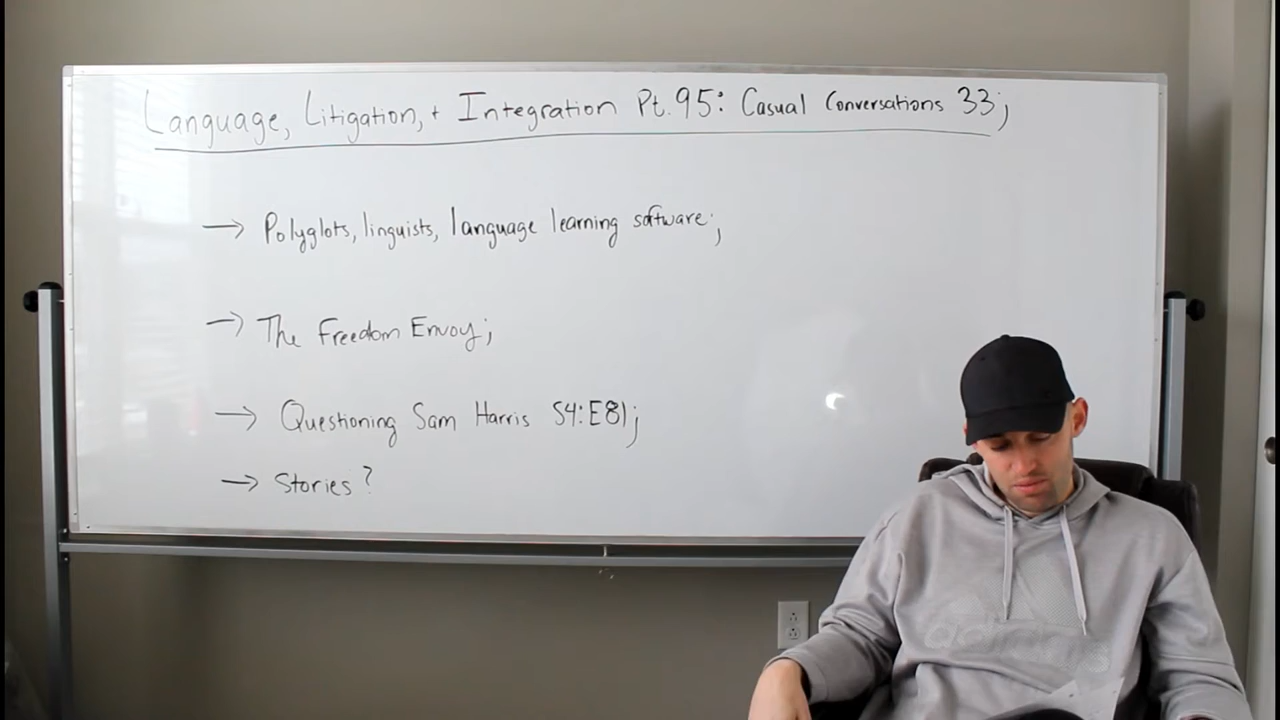 Language, Litigation, + Integration Pt. 95: Casual Conversations 33;
→ Polyglots, linguists, language learning software;
→ The Freedom Envoy;
→ Questioning Sam Harris S4:E81;
→ Stories?
adidas